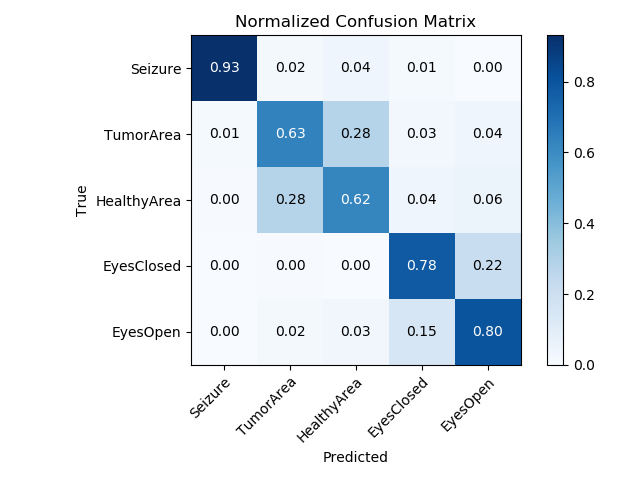 Normalized Confusion Matrix
Seizure 0.93 0.02 0.04 0.01 0.00
TumorArea 0.01 0.63 0.28 0.03 0.04
HealthyArea 0.00 0.28 0.62 0.04 0.06
EyesClosed 0.00 0.00 0.00 0.78 0.22
EyesOpen 0.00 0.02 0.03 0.15 0.80
True
Seizure TumorArea HealthyArea EyesClosed EyesOpen
Predicted
0.8
0.6
0.4
0.2
0.0